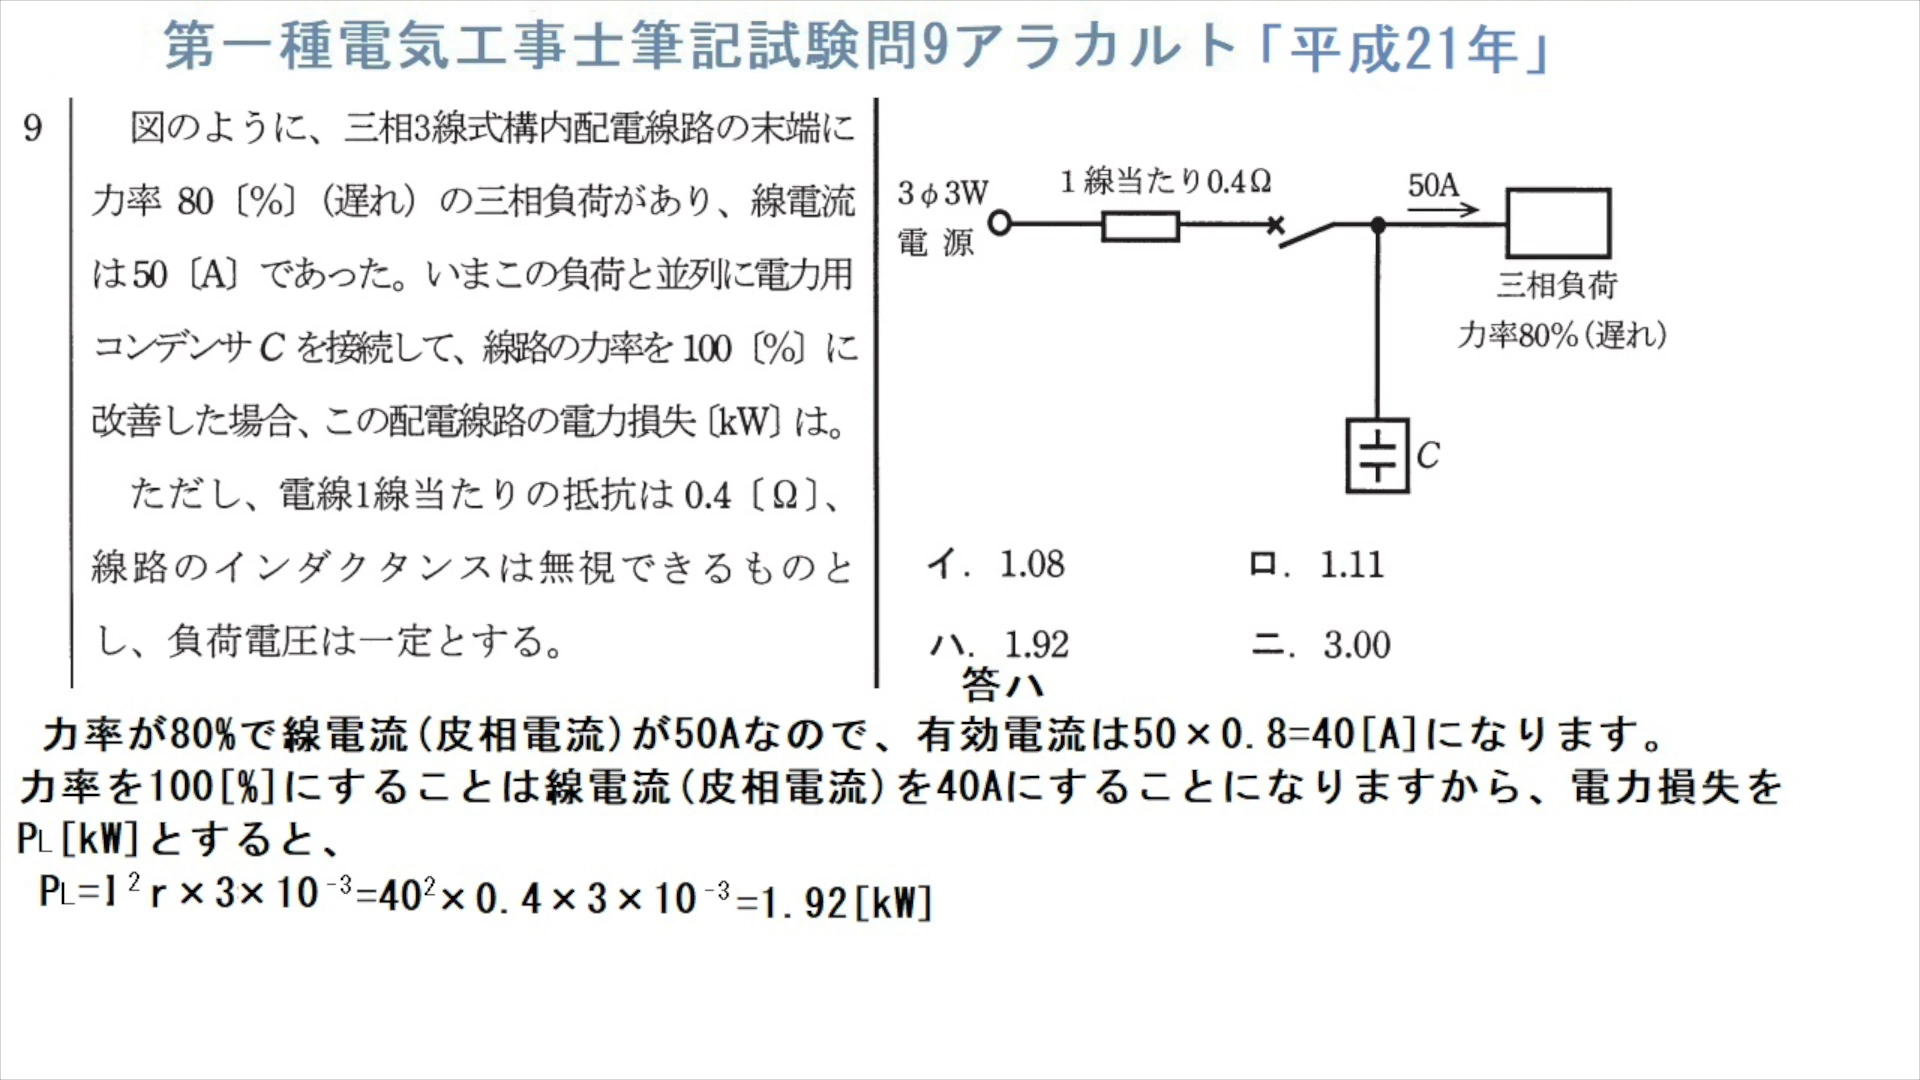 第一種電気工事士筆記試験問9アラカルト「平成21年」
9
図のように、三相3線式構内配電線路の末端に
力率 80〔%〕（遅れ）の三相負荷があり、線電流
は50〔A〕であった。いまこの負荷と並列に電力用
コンデンサ C を接続して、線路の力率を 100〔%〕に
改善した場合、この配電線路の電力損失〔kW〕は。
ただし、電線1線当たりの抵抗は 0.4〔Ω〕、
線路のインダクタンスは無視できるものと
し、負荷電圧は一定とする。
3φ3W
電源
1線当たり0.4Ω
50A
三相負荷
力率80%（遅れ）
C
イ. 1.08
ロ. 1.11
ハ. 1.92
ニ. 3.00
答ハ
力率が80%で線電流(皮相電流)が50Aなので、有効電流は50×0.8=40[A]になります。
力率を100[%]にすることは線電流(皮相電流)を40Aにすることになりますから、電力損失を
PL[kW]とすると、
PL=I²r×3×10⁻³=40²×0.4×3×10⁻³=1.92[kW]